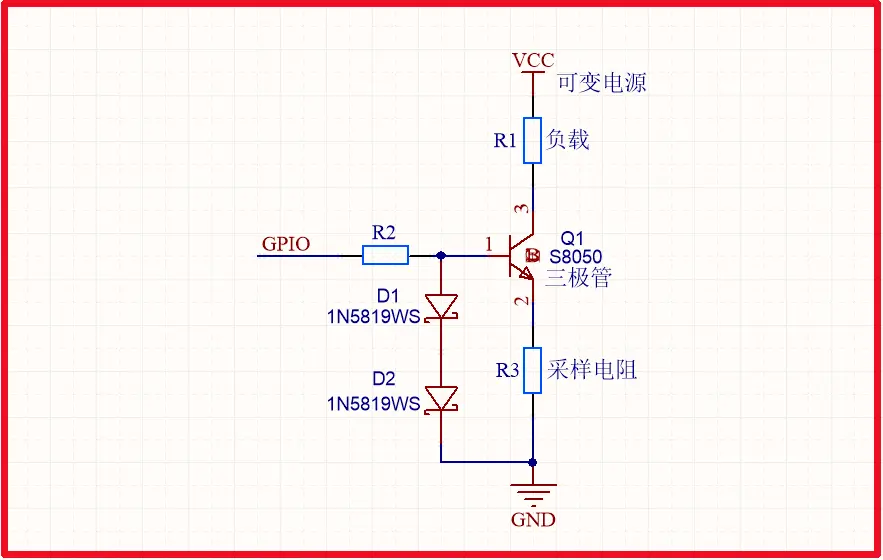 VCC
可变电源
R1 负载
3
R2
GPIO
1
Q1
S8050
三极管
2
D1
1N5819WS
R3 采样电阻
D2
1N5819WS
GND